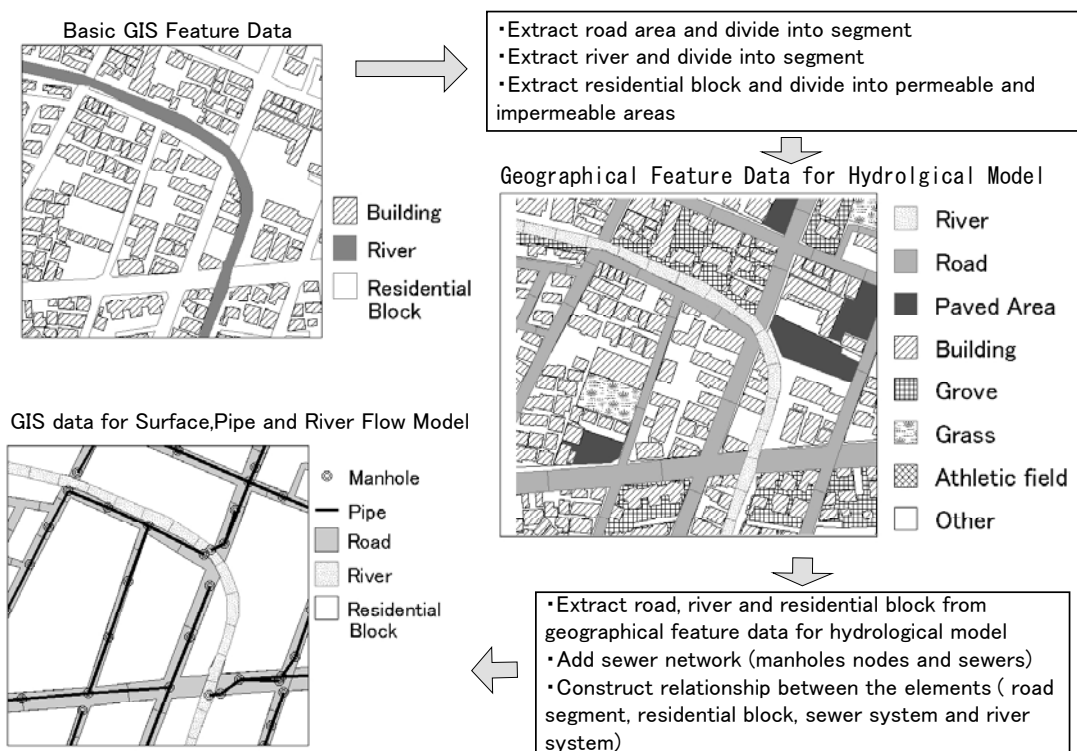 Basic GIS Feature Data
Building
River
Residential
Block
・Extract road area and divide into segment
・Extract river and divide into segment
・Extract residential block and divide into permeable and
impermeable areas
Geographical Feature Data for Hydrolgical Model
River
Road
Paved Area
Building
Grove
Grass
Athletic field
Other
・Extract road, river and residential block from
geographical feature data for hydrological model
・Add sewer network (manholes nodes and sewers)
・Construct relationship between the elements ( road
segment, residential block, sewer system and river
system)
GIS data for Surface,Pipe and River Flow Model
Manhole
Pipe
Road
River
Residential
Block